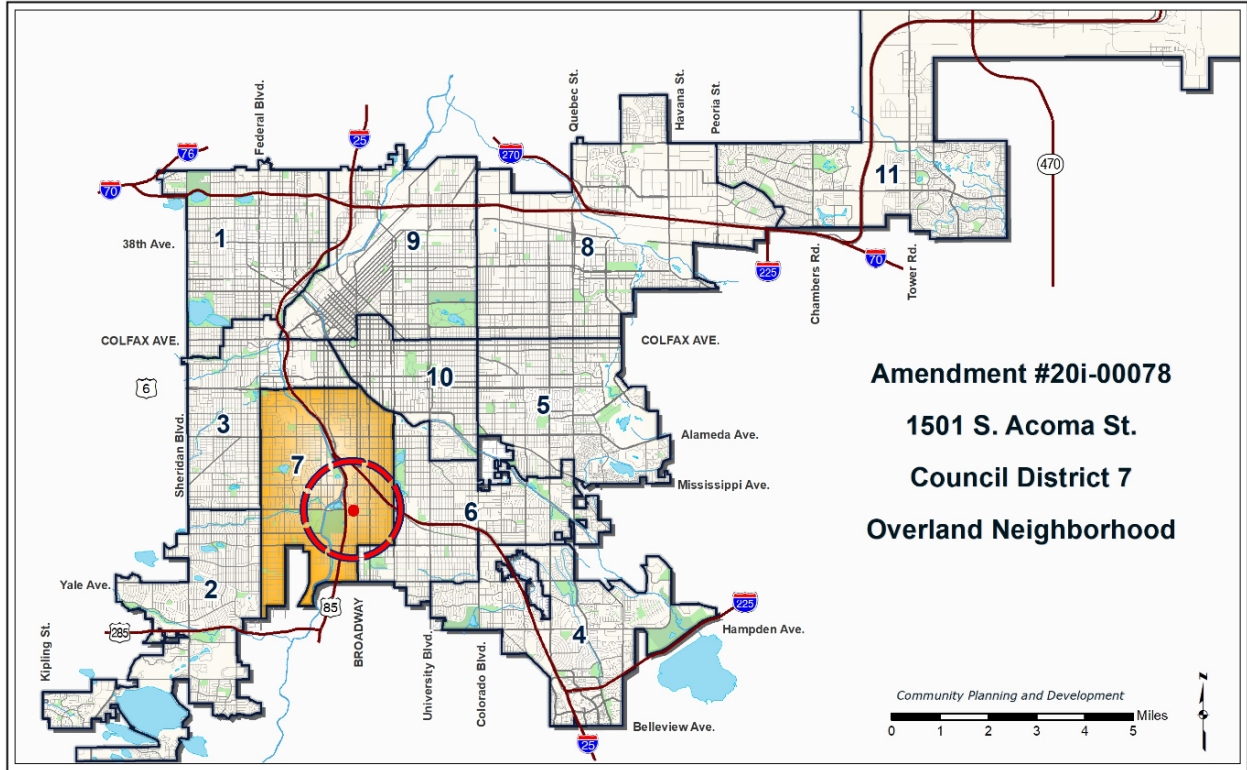 Federal Blvd.
25
76
70
270
Quebec St.
Havana St.
Peoria St.
470
11
38th Ave.
1
9
8
225
70
Chambers Rd.
Tower Rd.
COLFAX AVE.
COLFAX AVE.
6
10
3
5
Sheridan Blvd.
Alameda Ave.
7
Mississippi Ave.
6
Amendment #20i-00078
1501 S. Acoma St.
Council District 7
Overland Neighborhood
Yale Ave.
2
85
285
BROADWAY
Kipling St.
University Blvd.
Colorado Blvd.
4
225
Hampden Ave.
25
Belleview Ave.
Community Planning and Development
Miles
0 1 2 3 4 5
N